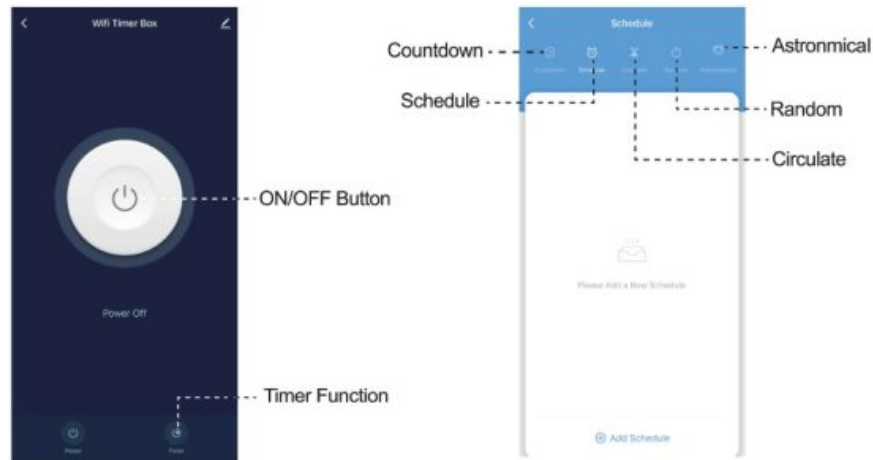 Wifi Timer Box
ON/OFF Button
Power Off
Timer Function
Power
Timer
Schedule
Countdown
Astronmical
Schedule
Schedule
Random
Circulate
Please Add a New Schedule
Add Schedule